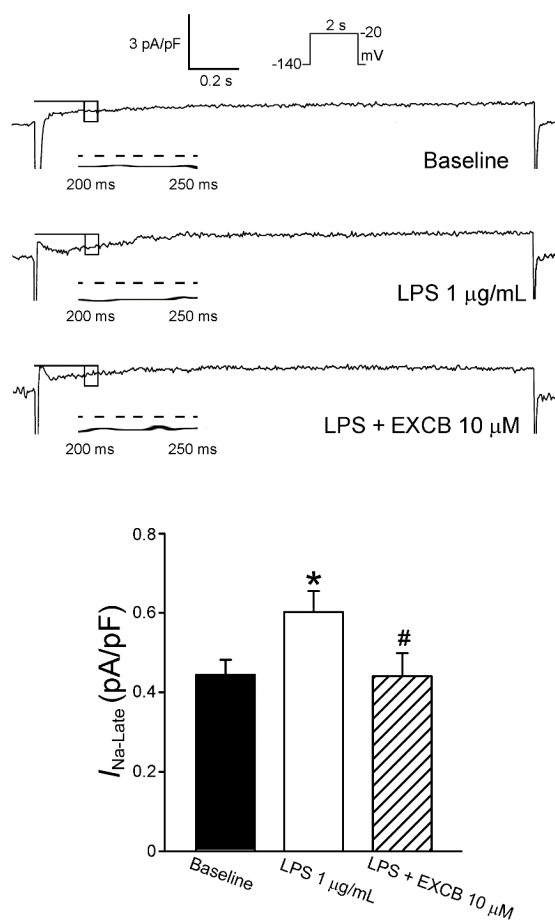 3 pA/pF
0.2 s
2 s
-20
-140
mV
Baseline
200 ms 250 ms
LPS 1 μg/mL
200 ms 250 ms
LPS + EXCB 10 μM
200 ms 250 ms
0.8
0.6
0.4
0.2
0
I Na-Late (pA/pF)
*
#
Baseline
LPS 1 μg/mL
LPS + EXCB 10 μM